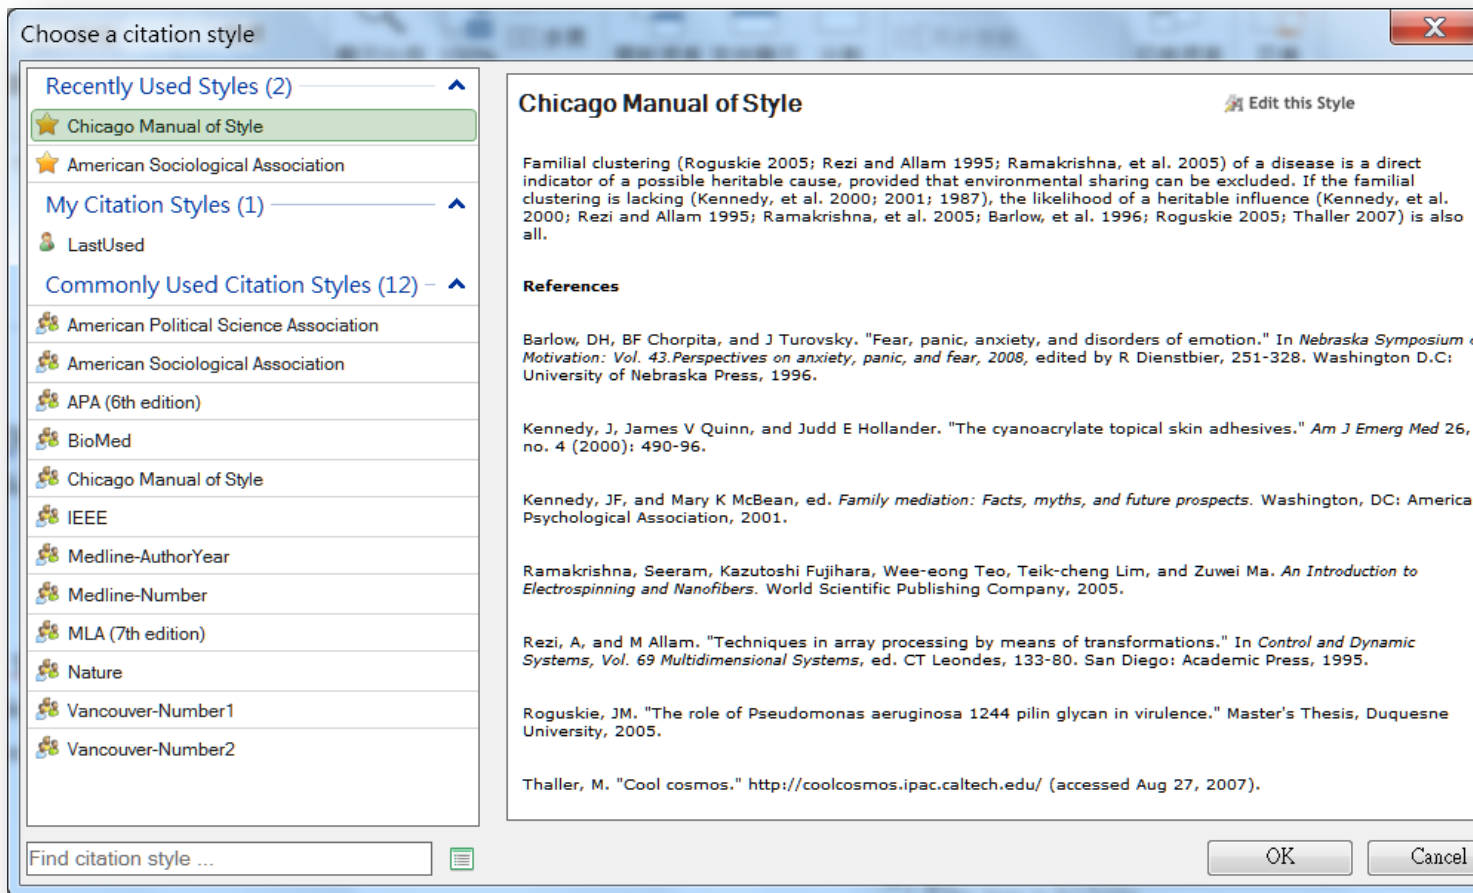 Choose a citation style
X
Recently Used Styles (2)
Chicago Manual of Style
American Sociological Association
My Citation Styles (1)
LastUsed
Commonly Used Citation Styles (12)
American Political Science Association
American Sociological Association
APA (6th edition)
BioMed
Chicago Manual of Style
IEEE
Medline-AuthorYear
Medline-Number
MLA (7th edition)
Nature
Vancouver-Number1
Vancouver-Number2
Find citation style ...
Chicago Manual of Style
Edit this Style
Familial clustering (Roguskie 2005; Rezi and Allam 1995; Ramakrishna, et al. 2005) of a disease is a direct
indicator of a possible heritable cause, provided that environmental sharing can be excluded. If the familial
clustering is lacking (Kennedy, et al. 2000; 2001; 1987), the likelihood of a heritable influence (Kennedy, et al.
2000; Rezi and Allam 1995; Ramakrishna, et al. 2005; Barlow, et al. 1996; Roguskie 2005; Thaller 2007) is also
all.
References
Barlow, DH, BF Chorpita, and J Turovsky. "Fear, panic, anxiety, and disorders of emotion." In Nebraska Symposium
Motivation: Vol. 43.Perspectives on anxiety, panic, and fear, 2008, edited by R Dienstbier, 251-328. Washington D.C:
University of Nebraska Press, 1996.
Kennedy, J, James V Quinn, and Judd E Hollander. "The cyanoacrylate topical skin adhesives." Am J Emerg Med 26,
no. 4 (2000): 490-96.
Kennedy, JF, and Mary K McBean, ed. Family mediation: Facts, myths, and future prospects. Washington, DC: America
Psychological Association, 2001.
Ramakrishna, Seeram, Kazutoshi Fujihara, Wee-eong Teo, Teik-cheng Lim, and Zuwei Ma. An Introduction to
Electrospinning and Nanofibers. World Scientific Publishing Company, 2005.
Rezi, A, and M Allam. "Techniques in array processing by means of transformations." In Control and Dynamic
Systems, Vol. 69 Multidimensional Systems, ed. CT Leondes, 133-80. San Diego: Academic Press, 1995.
Roguskie, JM. "The role of Pseudomonas aeruginosa 1244 pilin glycan in virulence." Master's Thesis, Duquesne
University, 2005.
Thaller, M. "Cool cosmos." http://coolcosmos.ipac.caltech.edu/ (accessed Aug 27, 2007).
OK
Cancel